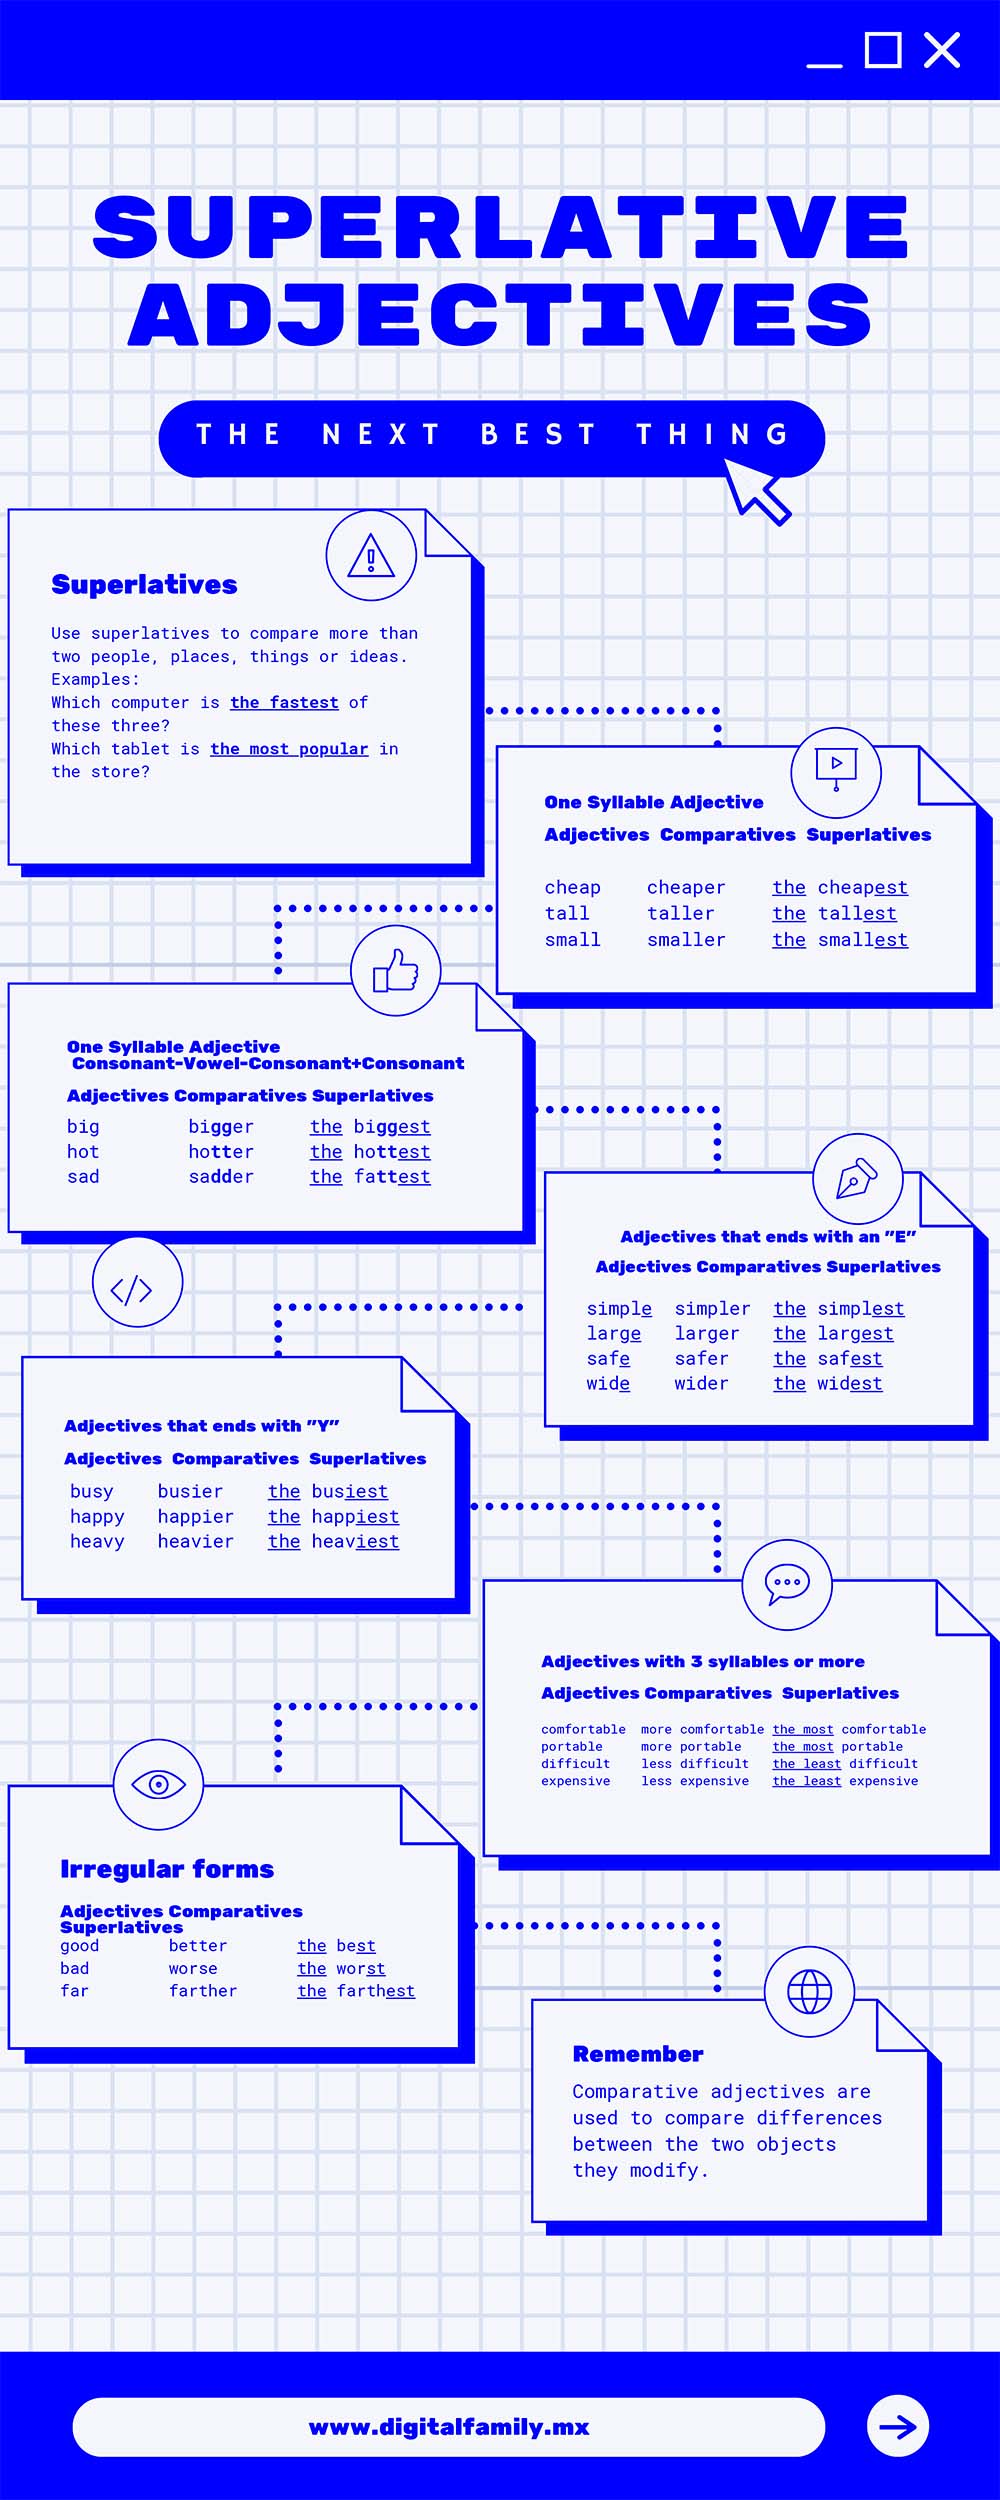 SUPERLATIVE
ADJECTIVES
THE NEXT BEST THING
Superlatives
Use superlatives to compare more than
two people, places, things or ideas.
Examples:
Which computer is the fastest of
these three?
Which tablet is the most popular in
the store?
One Syllable Adjective
Adjectives Comparatives Superlatives
cheap cheaper the cheapest
tall taller the tallest
small smaller the smallest
One Syllable Adjective
Consonant-Vowel-Consonant+Consonant
Adjectives Comparatives Superlatives
big bigger the biggest
hot hotter the hottest
sad sadder the fattest
Adjectives that ends with an "E"
Adjectives Comparatives Superlatives
simple simpler the simplest
large larger the largest
safe safer the safest
wide wider the widest
Adjectives that ends with "Y"
Adjectives Comparatives Superlatives
busy busier the busiest
happy happier the happiest
heavy heavier the heaviest
Adjectives with 3 syllables or more
Adjectives Comparatives Superlatives
comfortable more comfortable the most comfortable
portable more portable the most portable
difficult less difficult the least difficult
expensive less expensive the least expensive
Irregular forms
Adjectives Comparatives
Superlatives
good better the best
bad worse the worst
far farther the farthest
Remember
Comparative adjectives are
used to compare differences
between the two objects
they modify.
www.digitalfamily.mx